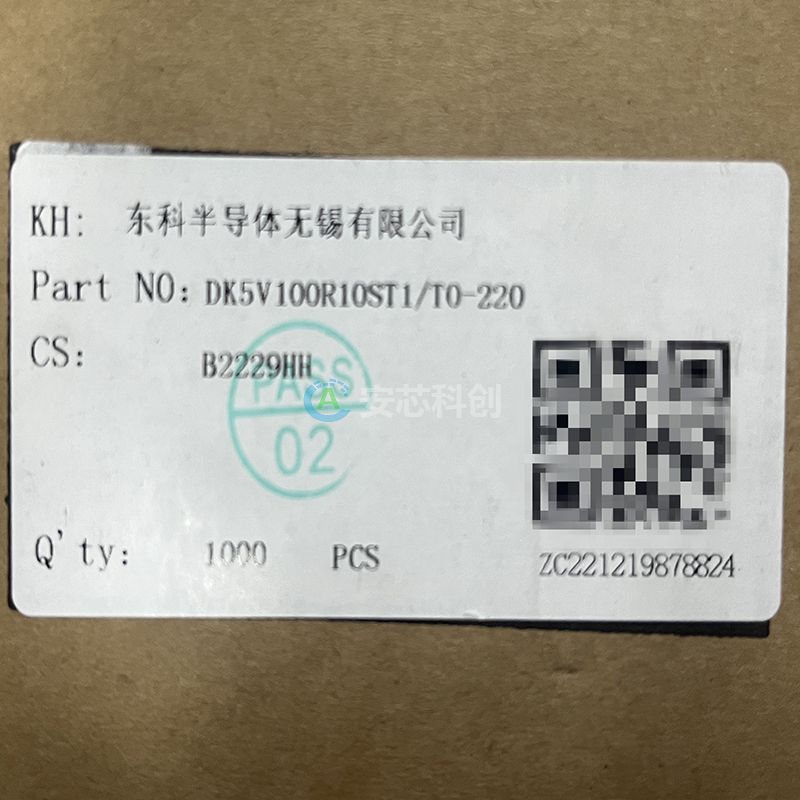 KH: 东科半导体无锡有限公司
Part NO: DK5V100R10ST1/TO-220
CS: B2229HH
PASS
安芯科创
02
Q'ty: 1000 PCS
ZC221219878824